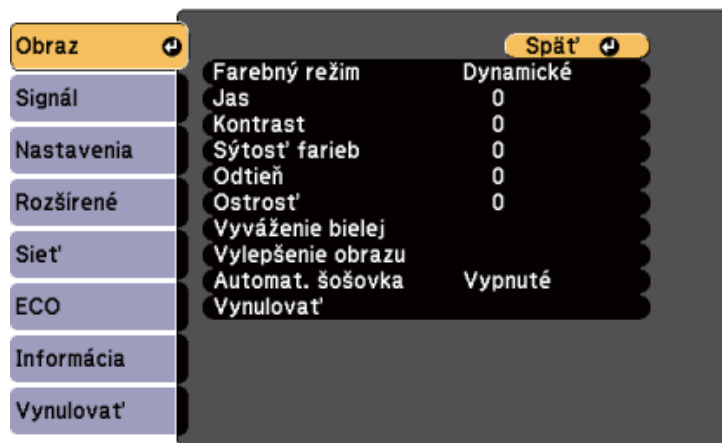 Obraz
Signál
Nastavenia
Rozšírené
Sieť
ECO
Informácia
Vynulovať
Späť
Farebný režim Dynamické
Jas 0
Kontrast 0
Sýtosť farieb 0
Odtieň 0
Ostrosť 0
Vyváženie bielej
Vylepšenie obrazu
Automat. šošovka Vypnuté
Vynulovať